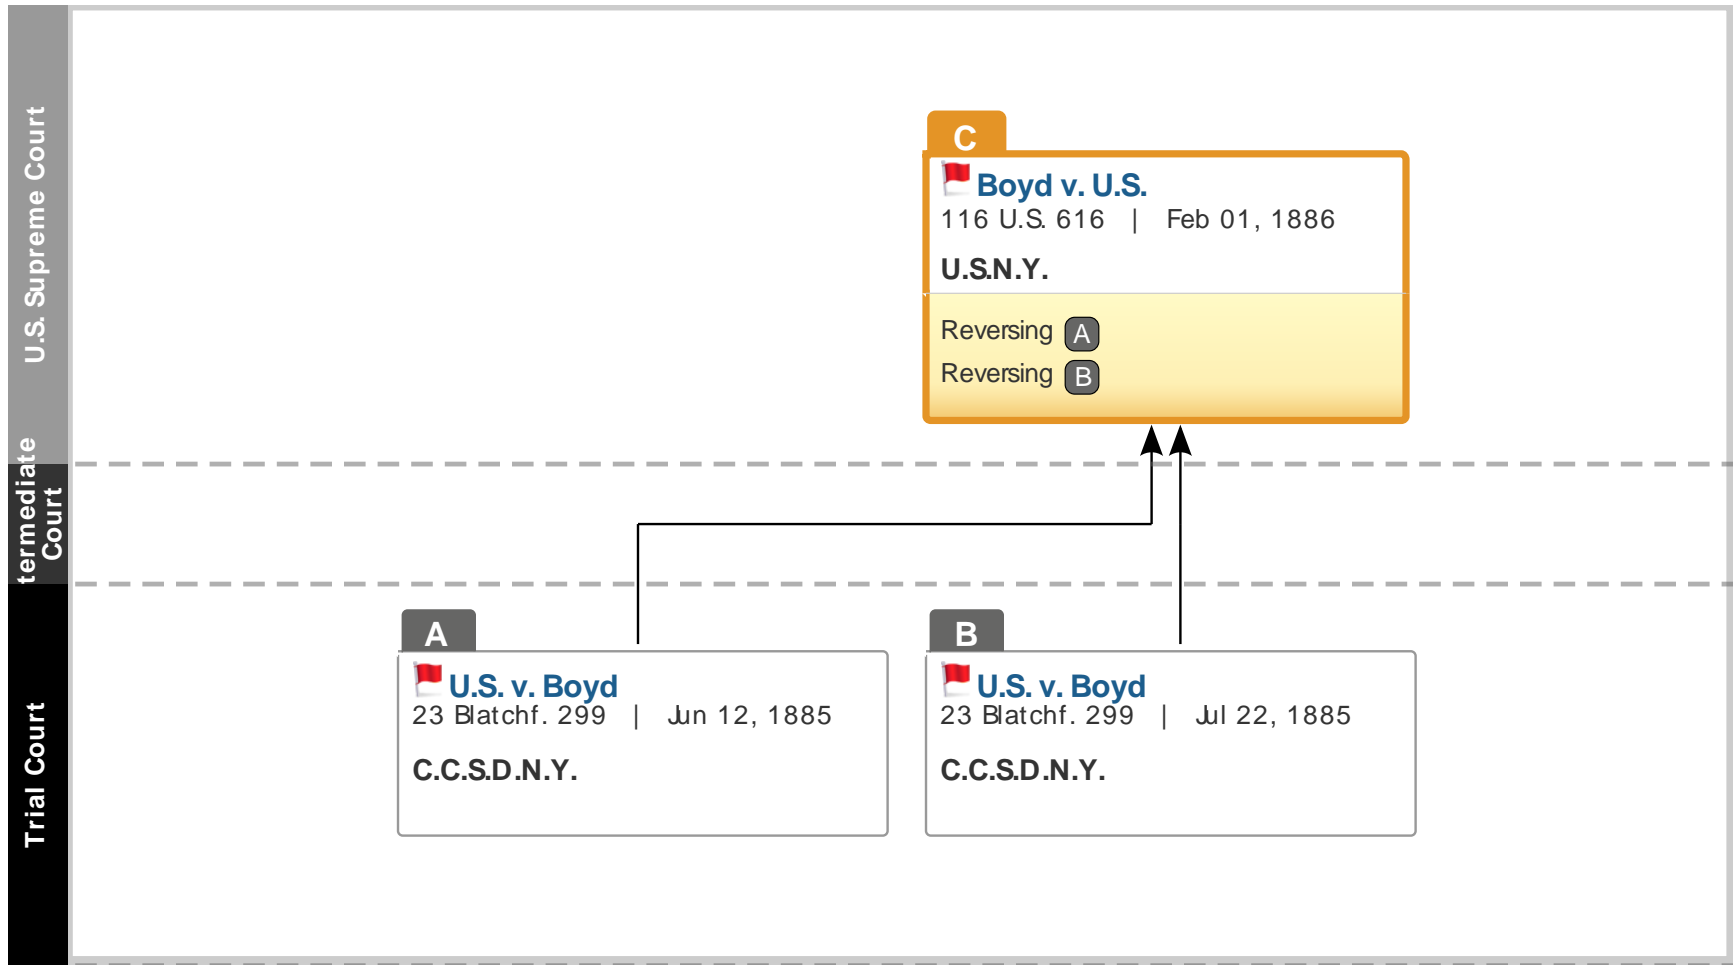 U.S. Supreme Court
C
Boyd v. U.S.
116 U.S. 616 | Feb 01, 1886
U.S.N.Y.
Reversing A
Reversing B
termediate
Court
Trial Court
A
U.S. v. Boyd
23 Blatchf. 299 | Jun 12, 1885
C.C.S.D.N.Y.
B
U.S. v. Boyd
23 Blatchf. 299 | Jul 22, 1885
C.C.S.D.N.Y.